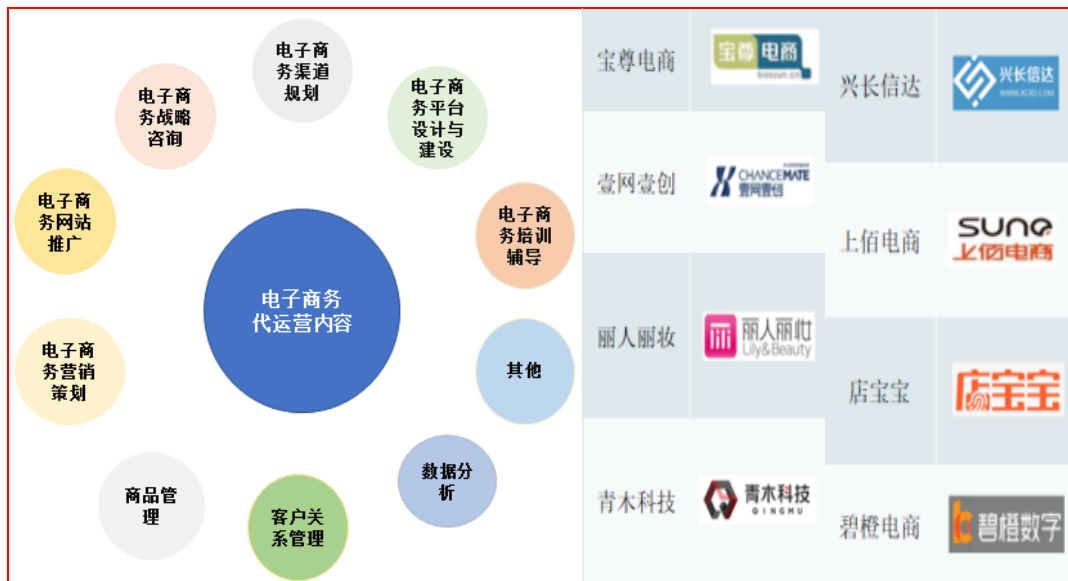 电子商
务渠道
规划
电子商
务平台
设计与
建设
电子商
务培训
辅导
其他
数据分
析
客户关
系管理
商品管
理
电子商
务营销
策划
电子商
务网站
推广
电子商
务战略
咨询
电子商务
代运营内容
宝尊电商
宝尊电商
baozun.cn
壹网壹创
CHANCEMATE
壹网壹创
丽人丽妆
丽人丽妆
Lily&Beauty
青木科技
青木科技
QINGMU
兴长信达
兴长信达
WWW.XCXD.COM
上佰电商
SUNE
上佰电商
店宝宝
店宝宝
碧橙电商
碧橙数字